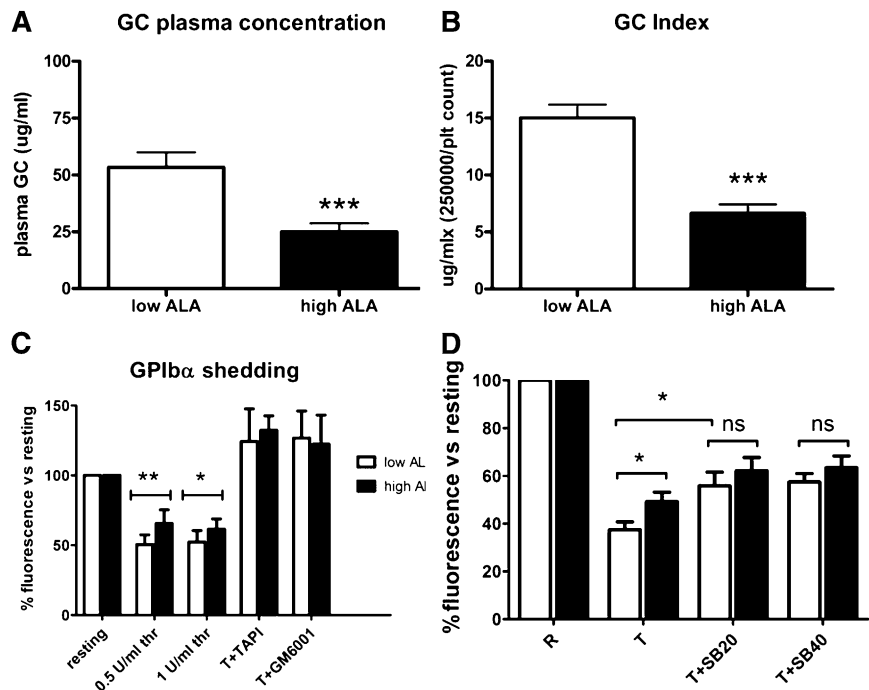 A
GC plasma concentration
plasma GC (ug/ml)
100
75
50
25
0
***
low ALA
high ALA
B
GC Index
ug/mlx (250000/plt count)
20
15
10
5
0
***
low ALA
high ALA
C
GPIbα shedding
% fluorescence vs resting
150
100
50
0
**
*
low AL
high Al
resting
0.5 U/ml thr
1 U/ml thr
T+TAPI
T+GM6001
D
% fluorescence vs resting
100
80
60
40
20
0
*
*
ns
ns
R
T
T+SB20
T+SB40